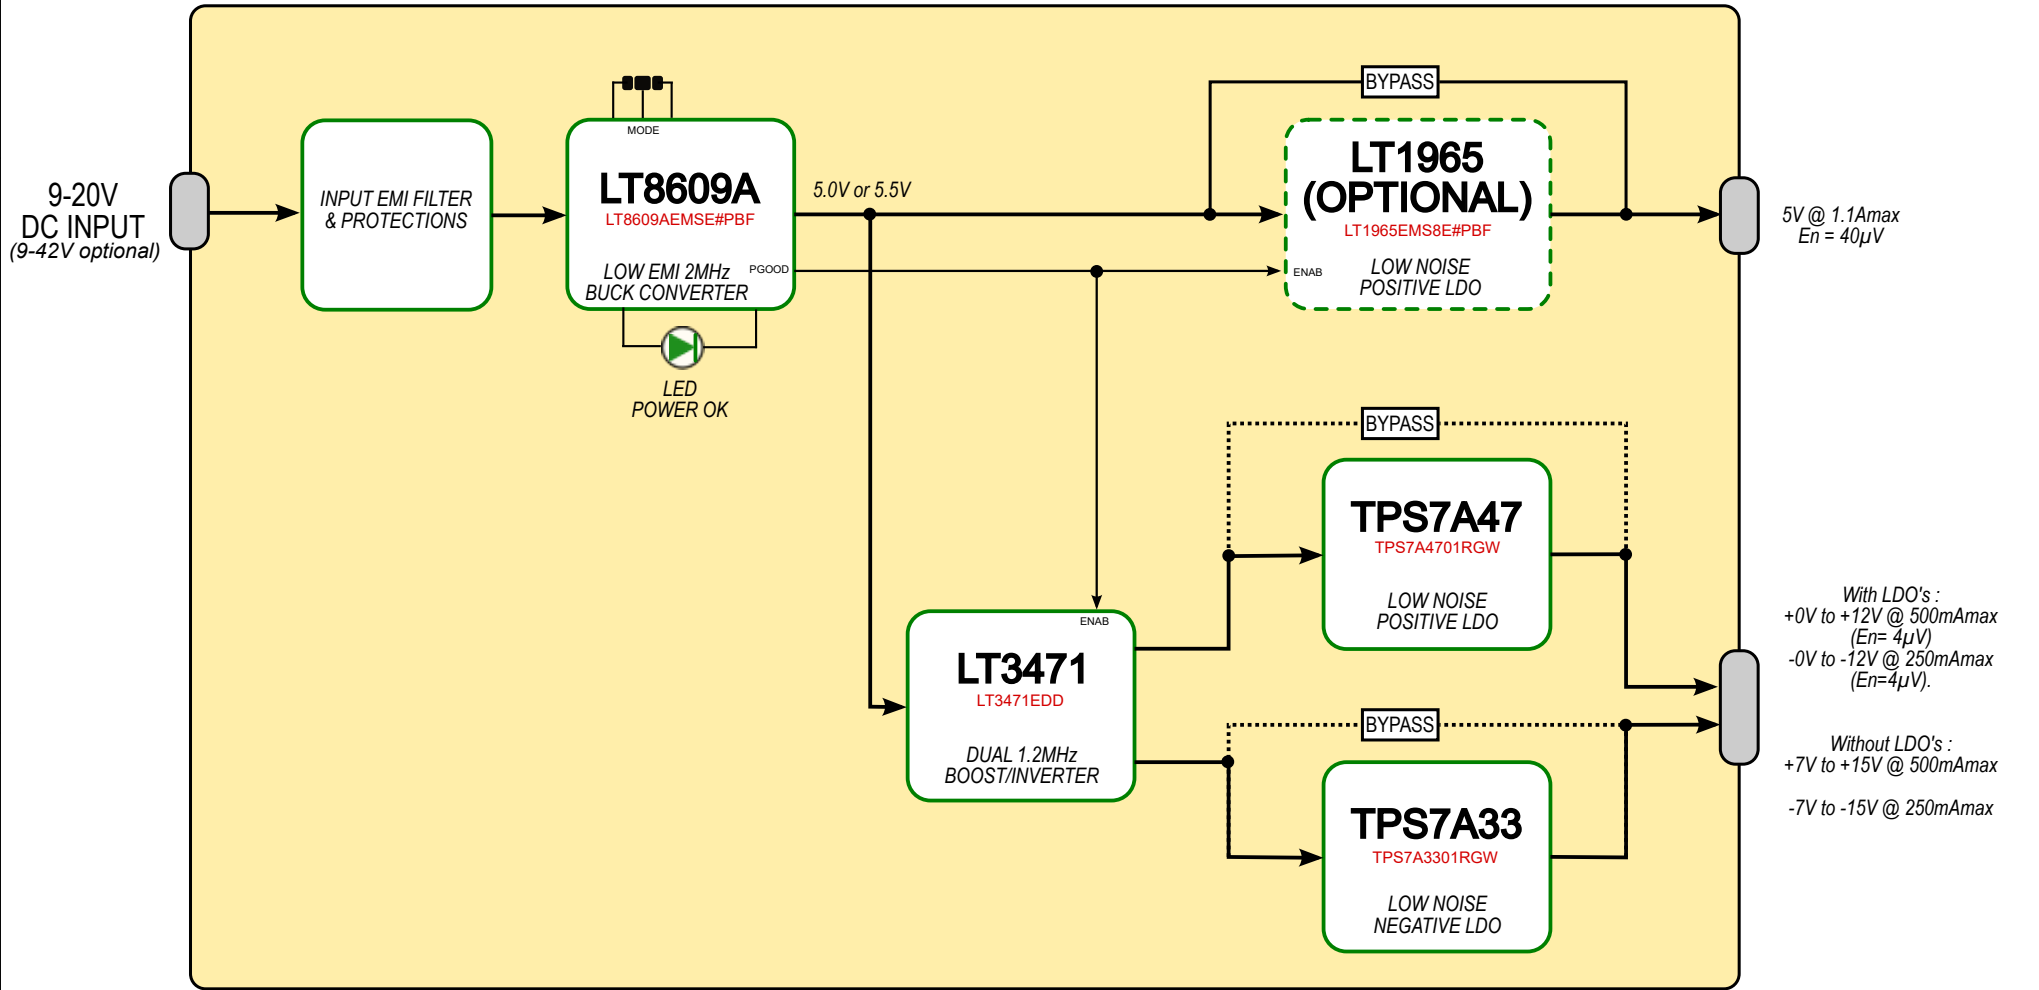 9-20V
DC INPUT
(9-42V optional)
INPUT EMI FILTER
& PROTECTIONS
MODE
LT8609A
LT8609AEMSE#PBF
LOW EMI 2MHz
BUCK CONVERTER
PGOOD
LED
POWER OK
5.0V or 5.5V
BYPASS
LT1965
(OPTIONAL)
LT1965EMS8E#PBF
ENAB
LOW NOISE
POSITIVE LDO
5V @ 1.1Amax
En = 40µV
BYPASS
TPS7A47
TPS7A4701RGW
LOW NOISE
POSITIVE LDO
ENAB
LT3471
LT3471EDD
DUAL 1.2MHz
BOOST/INVERTER
BYPASS
TPS7A33
TPS7A3301RGW
LOW NOISE
NEGATIVE LDO
With LDO's :
+0V to +12V @ 500mAmax
(En= 4µV)
-0V to -12V @ 250mAmax
(En=4µV).
Without LDO's :
+7V to +15V @ 500mAmax
-7V to -15V @ 250mAmax